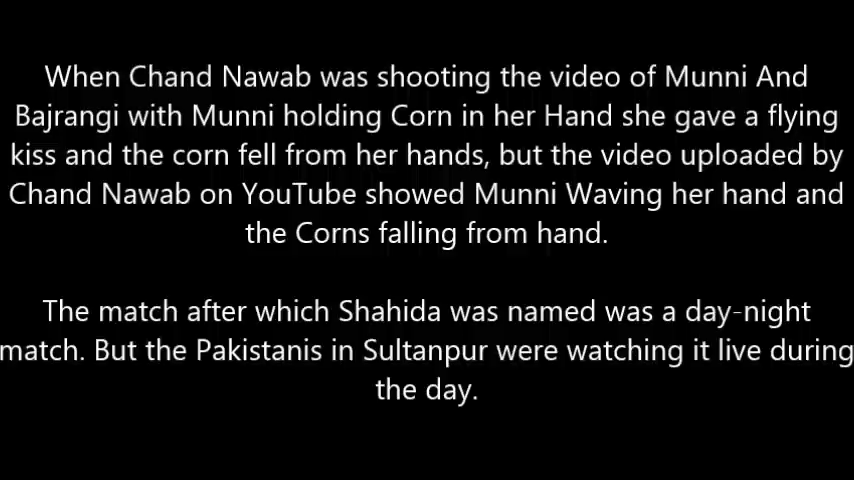 When Chand Nawab was shooting the video of Munni And
Bajrangi with Munni holding Corn in her Hand she gave a flying
kiss and the corn fell from her hands, but the video uploaded by
Chand Nawab on YouTube showed Munni Waving her hand and
the Corns falling from hand.
The match after which Shahida was named was a day-night
match. But the Pakistanis in Sultanpur were watching it live during
the day.